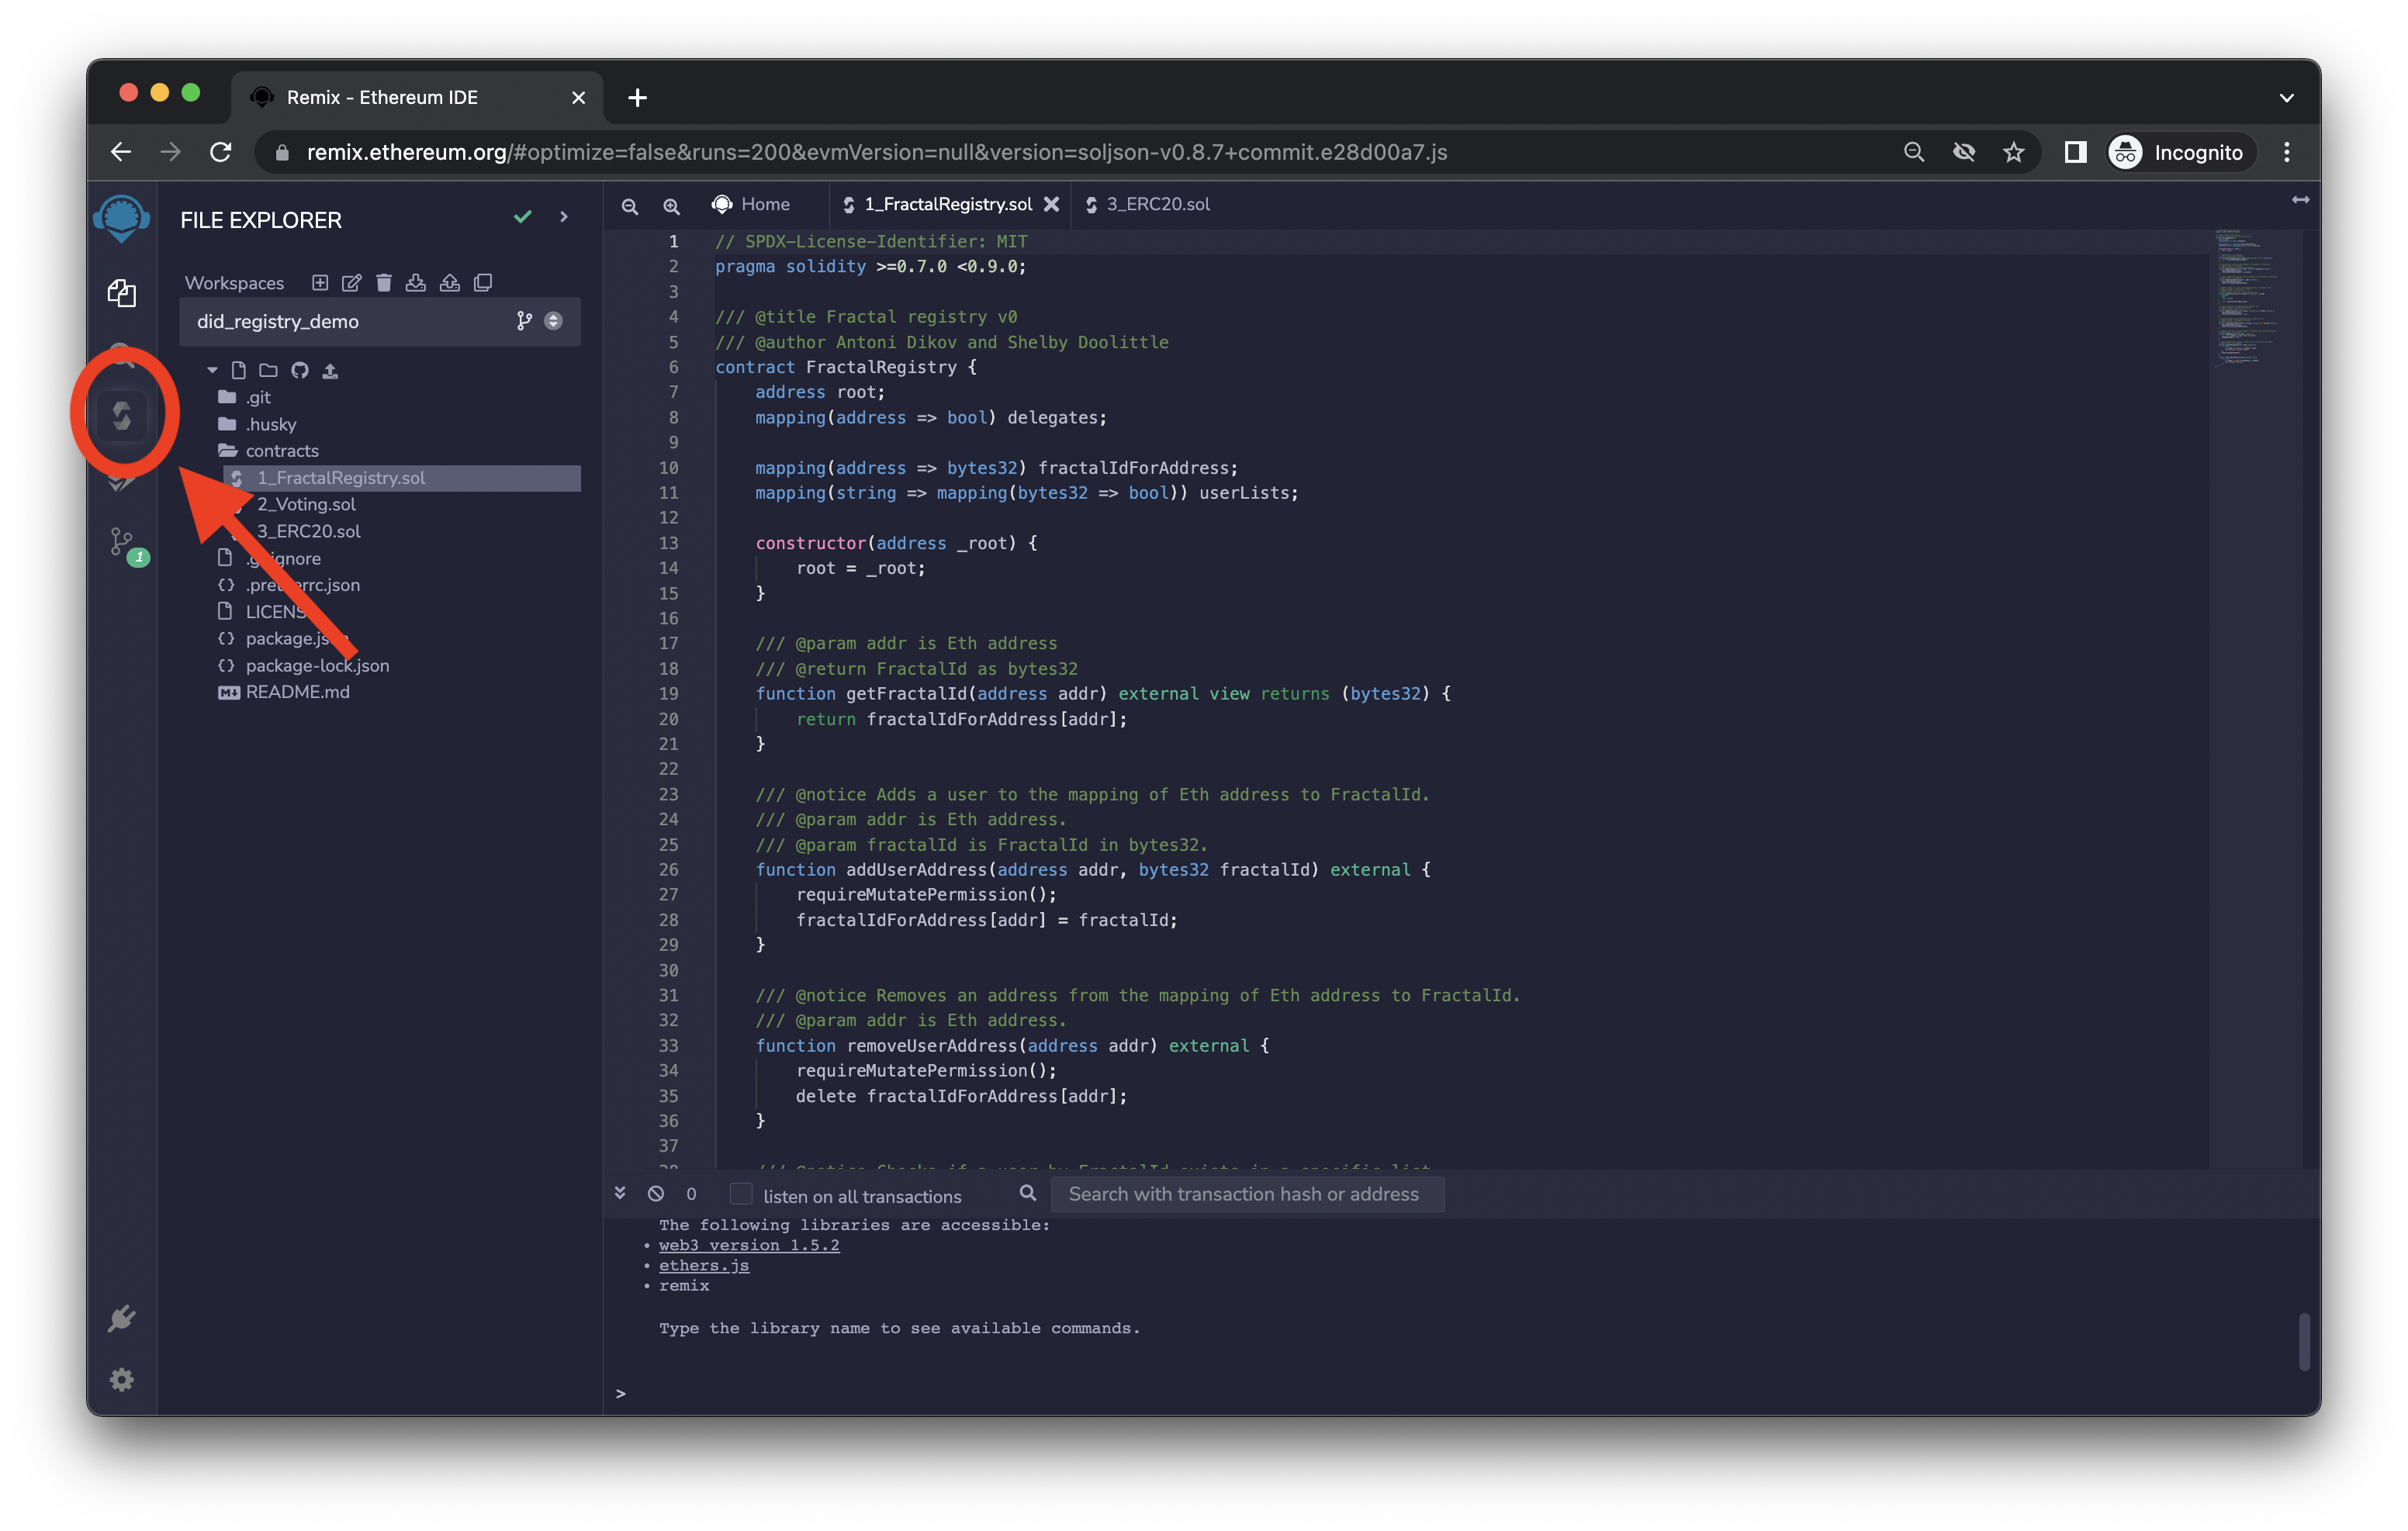 Remix - Ethereum IDE
remix.ethereum.org/#optimize=false&runs=200&evmVersion=null&version=soljson-v0.8.7+commit.e28d00a7.js
Incognito
FILE EXPLORER
Home
1_FractalRegistry.sol
3_ERC20.sol
Workspaces
did_registry_demo
.git
.husky
contracts
1_FractalRegistry.sol
2_Voting.sol
3_ERC20.sol
1
package-lock.json
README.md
1 // SPDX-License-Identifier: MIT
2 pragma solidity >=0.7.0 <0.9.0;
3
4 /// @title Fractal registry v0
5 /// @author Antoni Dikov and Shelby Doolittle
6 contract FractalRegistry {
7 address root;
8 mapping(address => bool) delegates;
9
10 mapping(address => bytes32) fractalIdForAddress;
11 mapping(string => mapping(bytes32 => bool)) userLists;
12
13 constructor(address _root) {
14 root = _root;
15 }
16
17 /// @param addr is Eth address
18 /// @return FractalId as bytes32
19 function getFractalId(address addr) external view returns (bytes32) {
20 return fractalIdForAddress[addr];
21 }
22
23 /// @notice Adds a user to the mapping of Eth address to FractalId.
24 /// @param addr is Eth address.
25 /// @param fractalId is FractalId in bytes32.
26 function addUserAddress(address addr, bytes32 fractalId) external {
27 requireMutatePermission();
28 fractalIdForAddress[addr] = fractalId;
29 }
30
31 /// @notice Removes an address from the mapping of Eth address to FractalId.
32 /// @param addr is Eth address.
33 function removeUserAddress(address addr) external {
34 requireMutatePermission();
35 delete fractalIdForAddress[addr];
36 }
37
0
listen on all transactions
Search with transaction hash or address
The following libraries are accessible:
• web3 version 1.5.2
• ethers.js
• remix
Type the library name to see available commands.
>